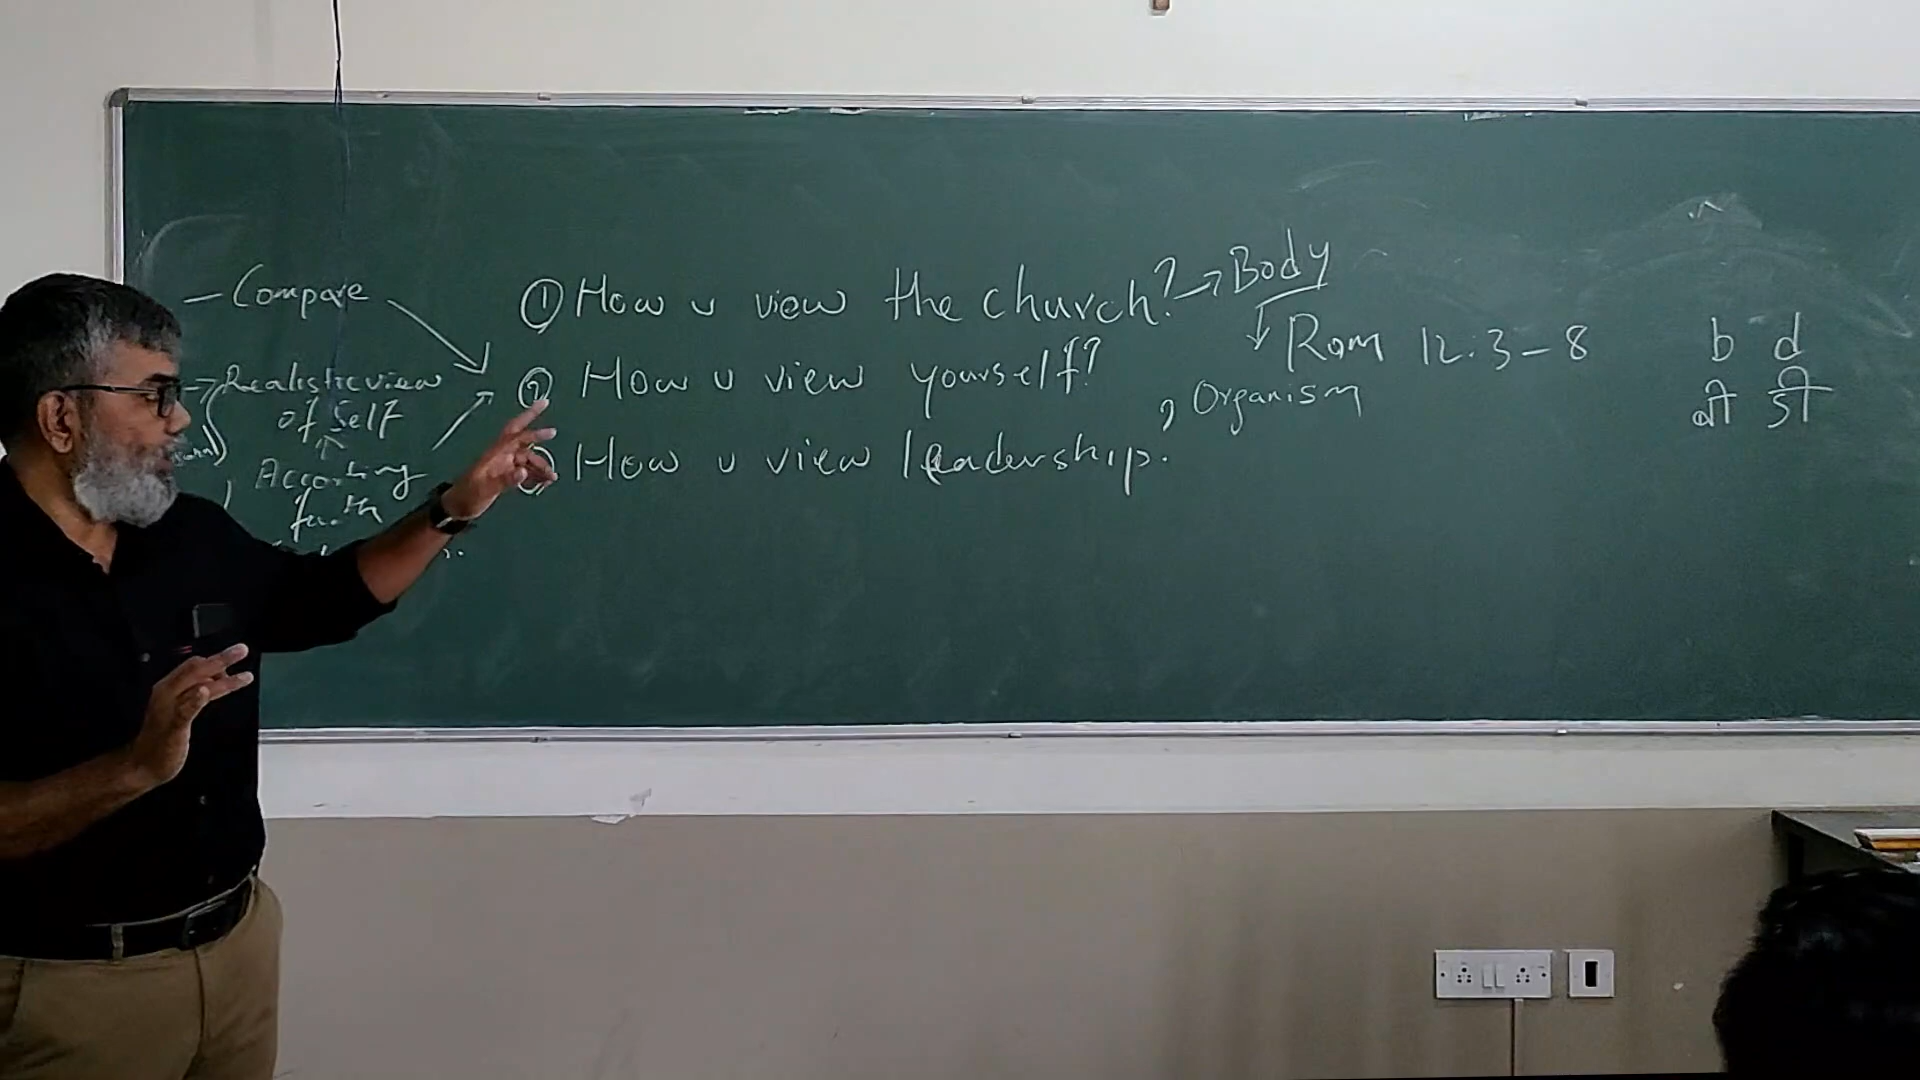 - Compare
→ Realistic view
of Self
According
faith
① How u view the church? → Body
Rom 12:3-8
② How u view yourself?
, Organism
How u view leadership.
b d